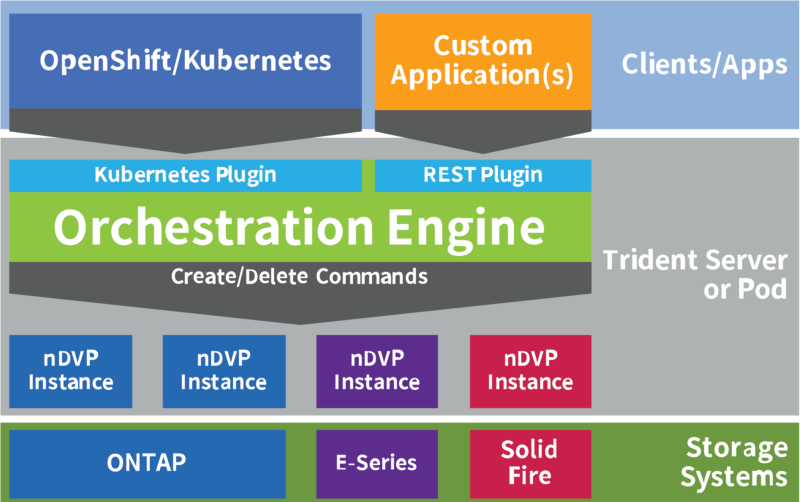 OpenShift/Kubernetes
Custom
Application(s)
Clients/Apps
Kubernetes Plugin
REST Plugin
Orchestration Engine
Create/Delete Commands
Trident Server
or Pod
nDVP
Instance
nDVP
Instance
nDVP
Instance
nDVP
Instance
ONTAP
E-Series
Solid
Fire
Storage
Systems